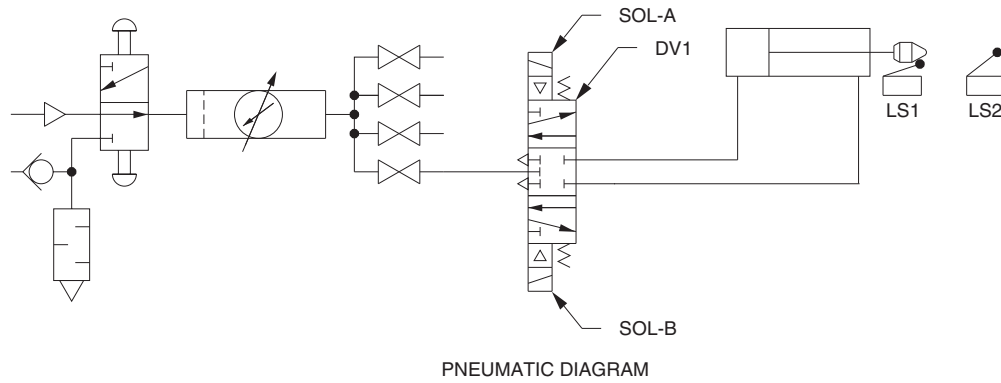 SOL-A
DV1
LS1
LS2
SOL-B
PNEUMATIC DIAGRAM